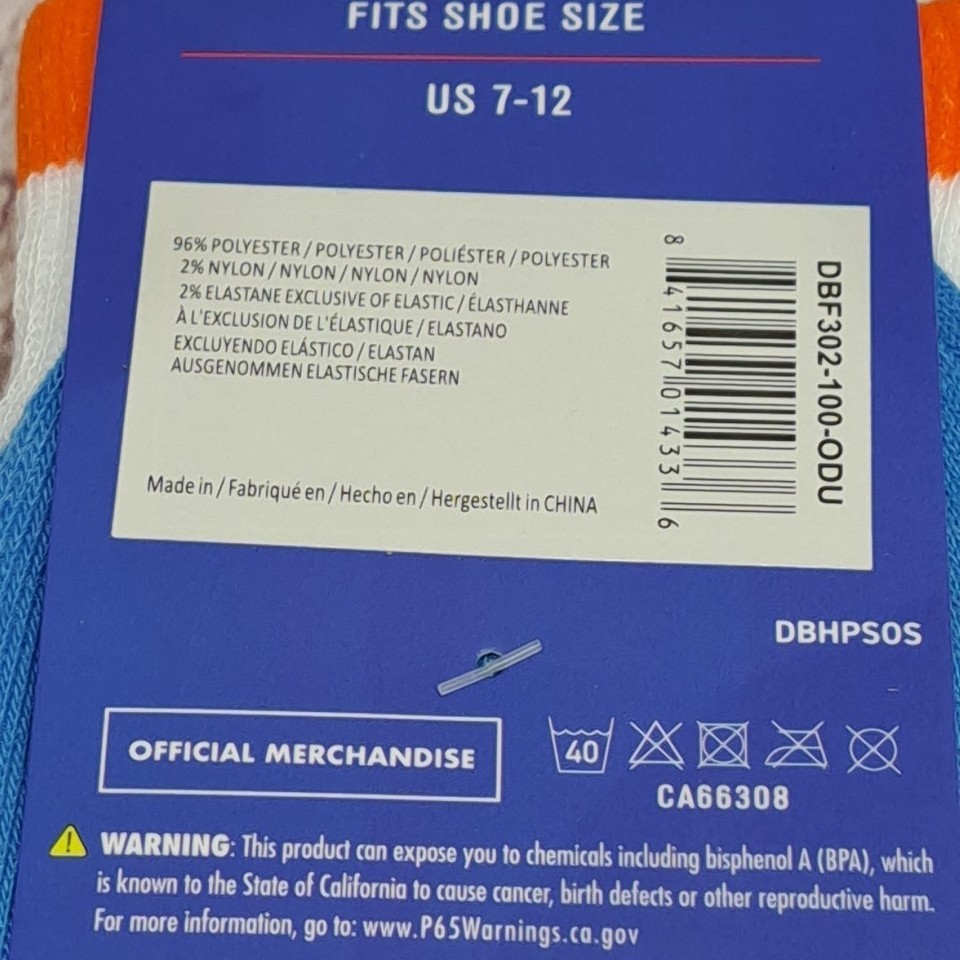 FITS SHOE SIZE
US 7-12
96% POLYESTER / POLYESTER / POLIÉSTER / POLYESTER
2% NYLON / NYLON / NYLON / NYLON
2% ELASTANE EXCLUSIVE OF ELASTIC / ÉLASTHANNE
À L'EXCLUSION DE L'ÉLASTIQUE / ELASTANO
EXCLUYENDO ELÁSTICO / ELASTAN
AUSGENOMMEN ELASTISCHE FASERN
Made in / Fabriqué en / Hecho en / Hergestellt in CHINA
8 41657 01433 6
DBF302-100-ODU
DBHPSOS
OFFICIAL MERCHANDISE
40
CA66308
WARNING: This product can expose you to chemicals including bisphenol A (BPA), which
is known to the State of California to cause cancer, birth defects or other reproductive harm.
For more information, go to: www.P65Warnings.ca.gov